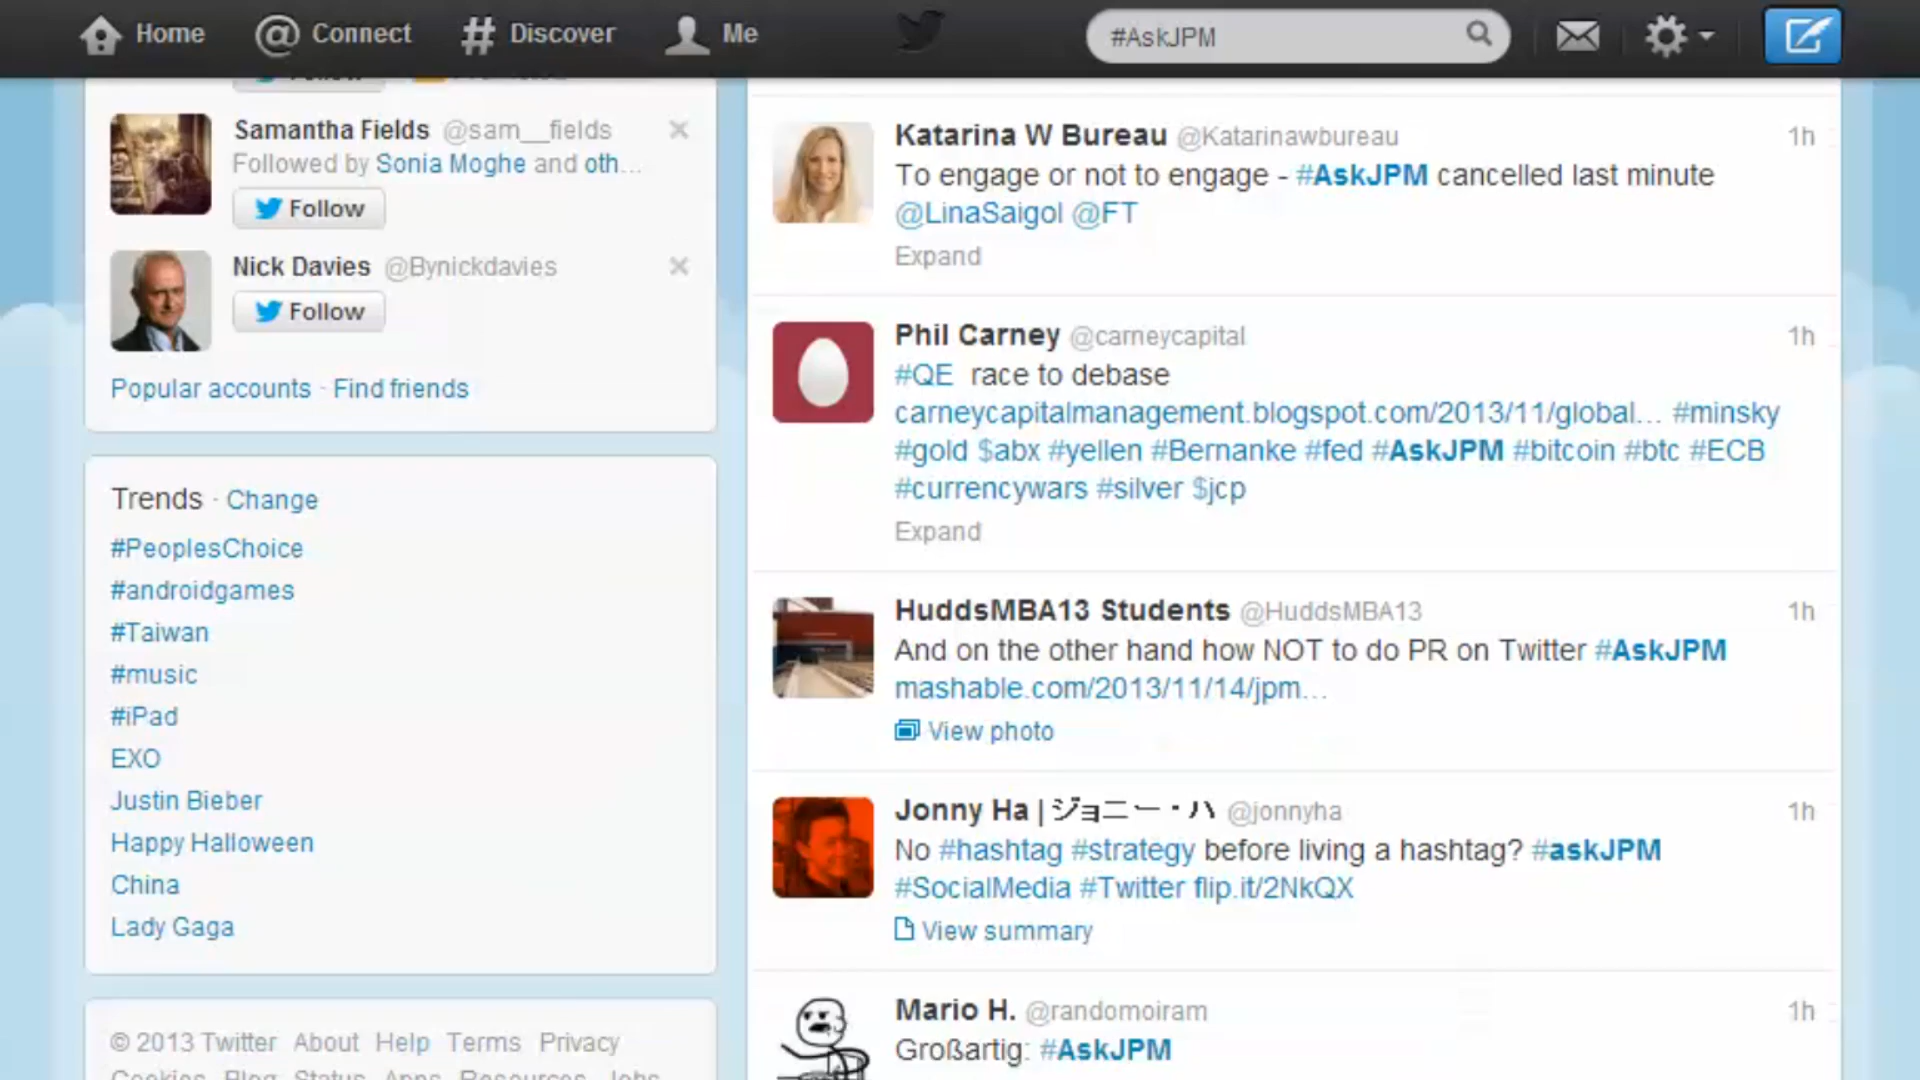 Home
Connect
Discover
Me
#AskJPM
Samantha Fields @sam__fields
Followed by Sonia Moghe and oth...
Follow
Nick Davies @Bynickdavies
Follow
Popular accounts · Find friends
Trends · Change
#PeoplesChoice
#androidgames
#Taiwan
#music
#iPad
EXO
Justin Bieber
Happy Halloween
China
Lady Gaga
© 2013 Twitter About Help Terms Privacy
Cookies Blog Status Apps Resources Jobs
Katarina W Bureau @Katarinawbureau 1h
To engage or not to engage - #AskJPM cancelled last minute
@LinaSaigol @FT
Expand
Phil Carney @carneycapital 1h
#QE race to debase
carneycapitalmanagement.blogspot.com/2013/11/global... #minsky
#gold $abx #yellen #Bernanke #fed #AskJPM #bitcoin #btc #ECB
#currencywars #silver $jcp
Expand
HuddsMBA13 Students @HuddsMBA13 1h
And on the other hand how NOT to do PR on Twitter #AskJPM
mashable.com/2013/11/14/jpm...
View photo
Jonny Ha | ジョニー・ハ @jonnyha 1h
No #hashtag #strategy before living a hashtag? #askJPM
#SocialMedia #Twitter flip.it/2NkQX
View summary
Mario H. @randomoiram 1h
Großartig: #AskJPM